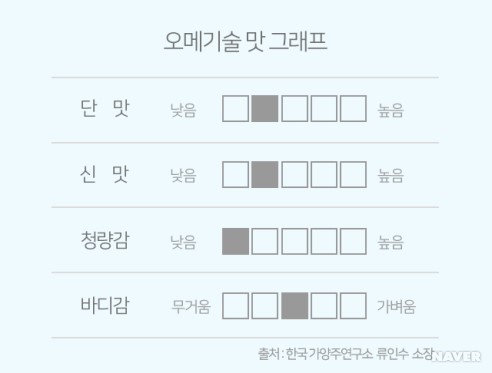 오메기술 맛 그래프
단 맛 낮음 높음
신 맛 낮음 높음
청량감 낮음 높음
바디감 무거움 가벼움
출처 : 한국가양주연구소 류인수 소장
NAVER